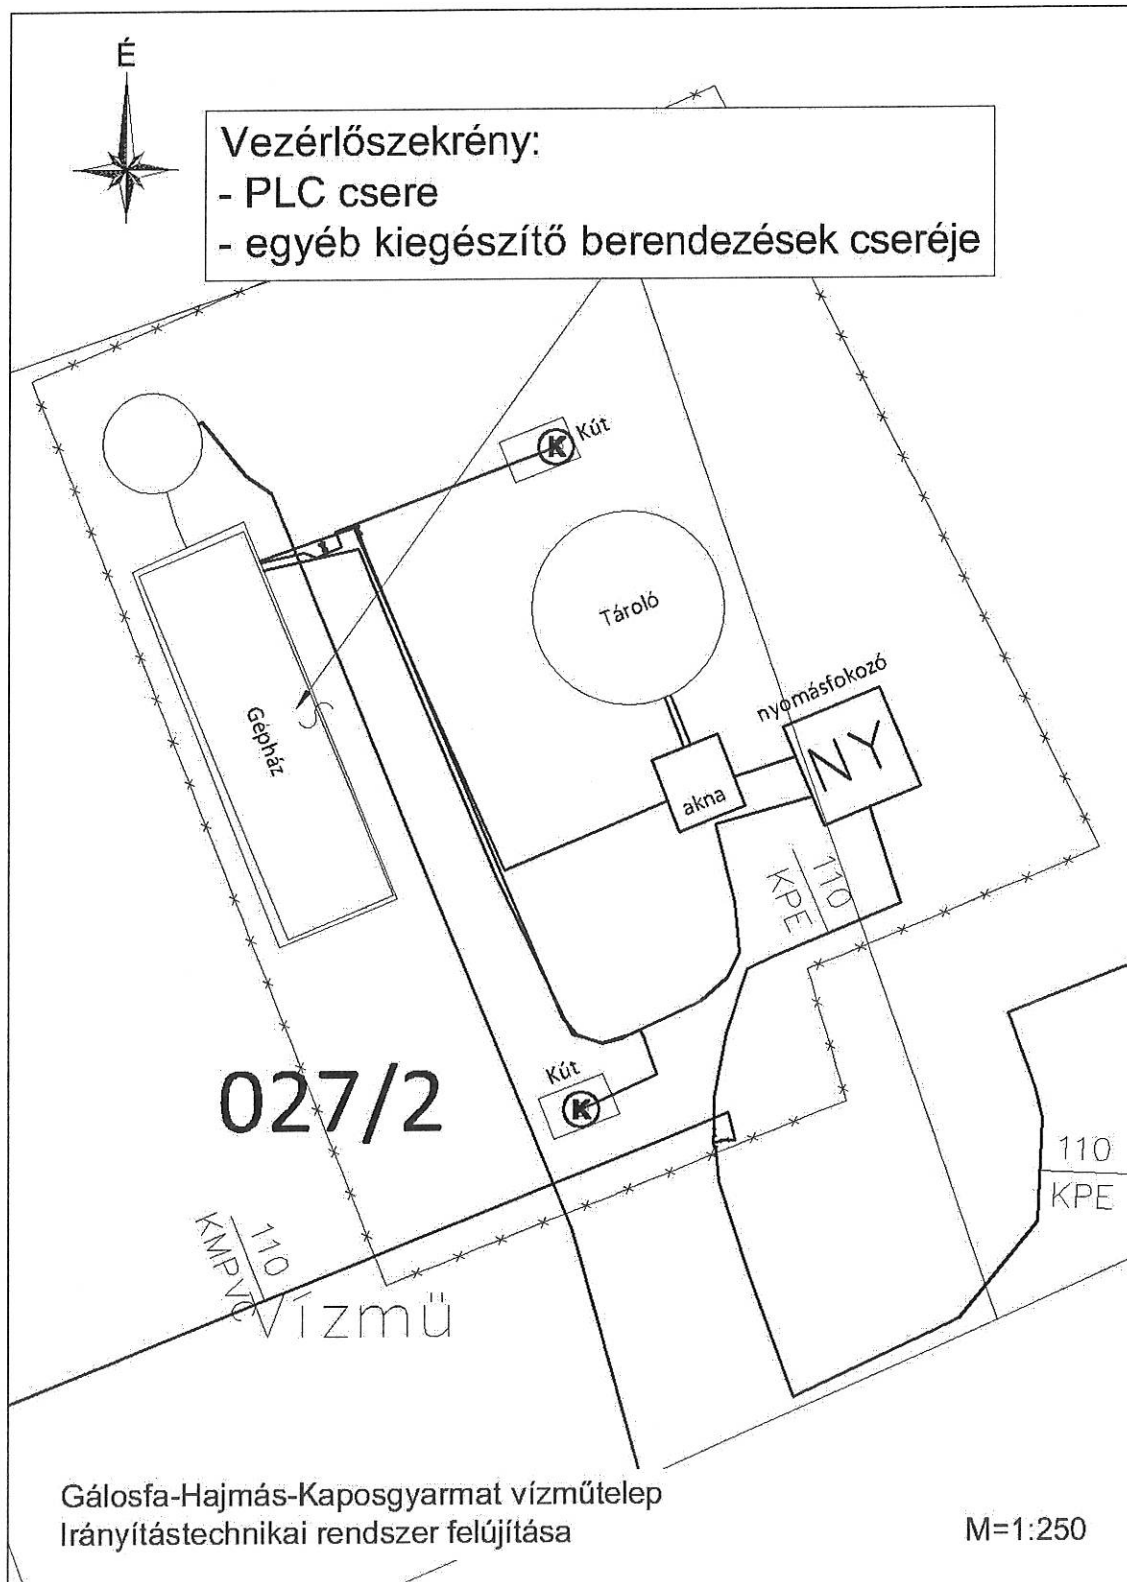 É
Vezérlőszekrény:
- PLC csere
- egyéb kiegészítő berendezések cseréje
K Kút
Tároló
nyomásfokozó
NY
Gépház
S
akna
110
KPE
Kút
K
027/2
110
KPE
110
KMPVC
Vízmü
Gálosfa-Hajmás-Kaposgyarmat vízműtelep
Irányítástechnikai rendszer felújítása
M=1:250